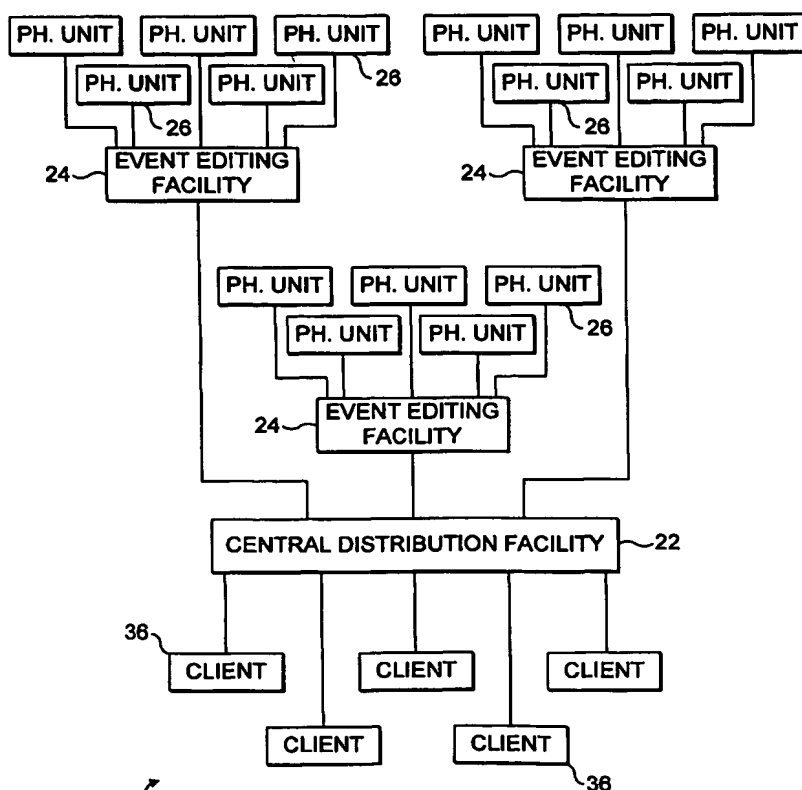 PH. UNIT PH. UNIT PH. UNIT PH. UNIT PH. UNIT PH. UNIT
PH. UNIT PH. UNIT 26 PH. UNIT PH. UNIT
26 26
24 EVENT EDITING FACILITY 24 EVENT EDITING FACILITY
PH. UNIT PH. UNIT PH. UNIT
PH. UNIT PH. UNIT 26
24 EVENT EDITING FACILITY
CENTRAL DISTRIBUTION FACILITY 22
36
CLIENT CLIENT CLIENT
CLIENT CLIENT
36